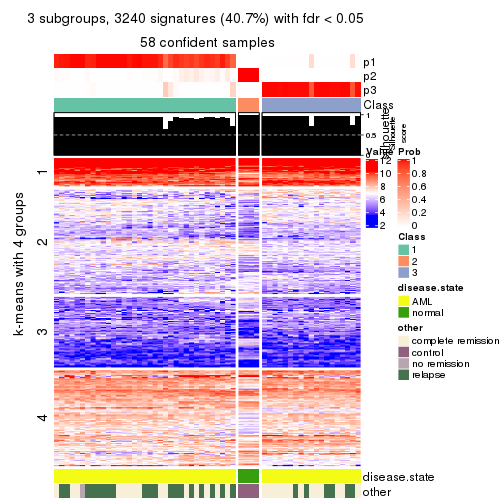 3 subgroups, 3240 signatures (40.7%) with fdr < 0.05
58 confident samples
p1
p2
p3
Class
1
0.5
0
Silhouette
score
k-means with 4 groups
1
2
3
4
Value
12
10
8
6
4
2
Prob
1
0.8
0.6
0.4
0.2
0
Class
1
2
3
disease.state
AML
normal
other
complete remission
control
no remission
relapse
disease.state
other